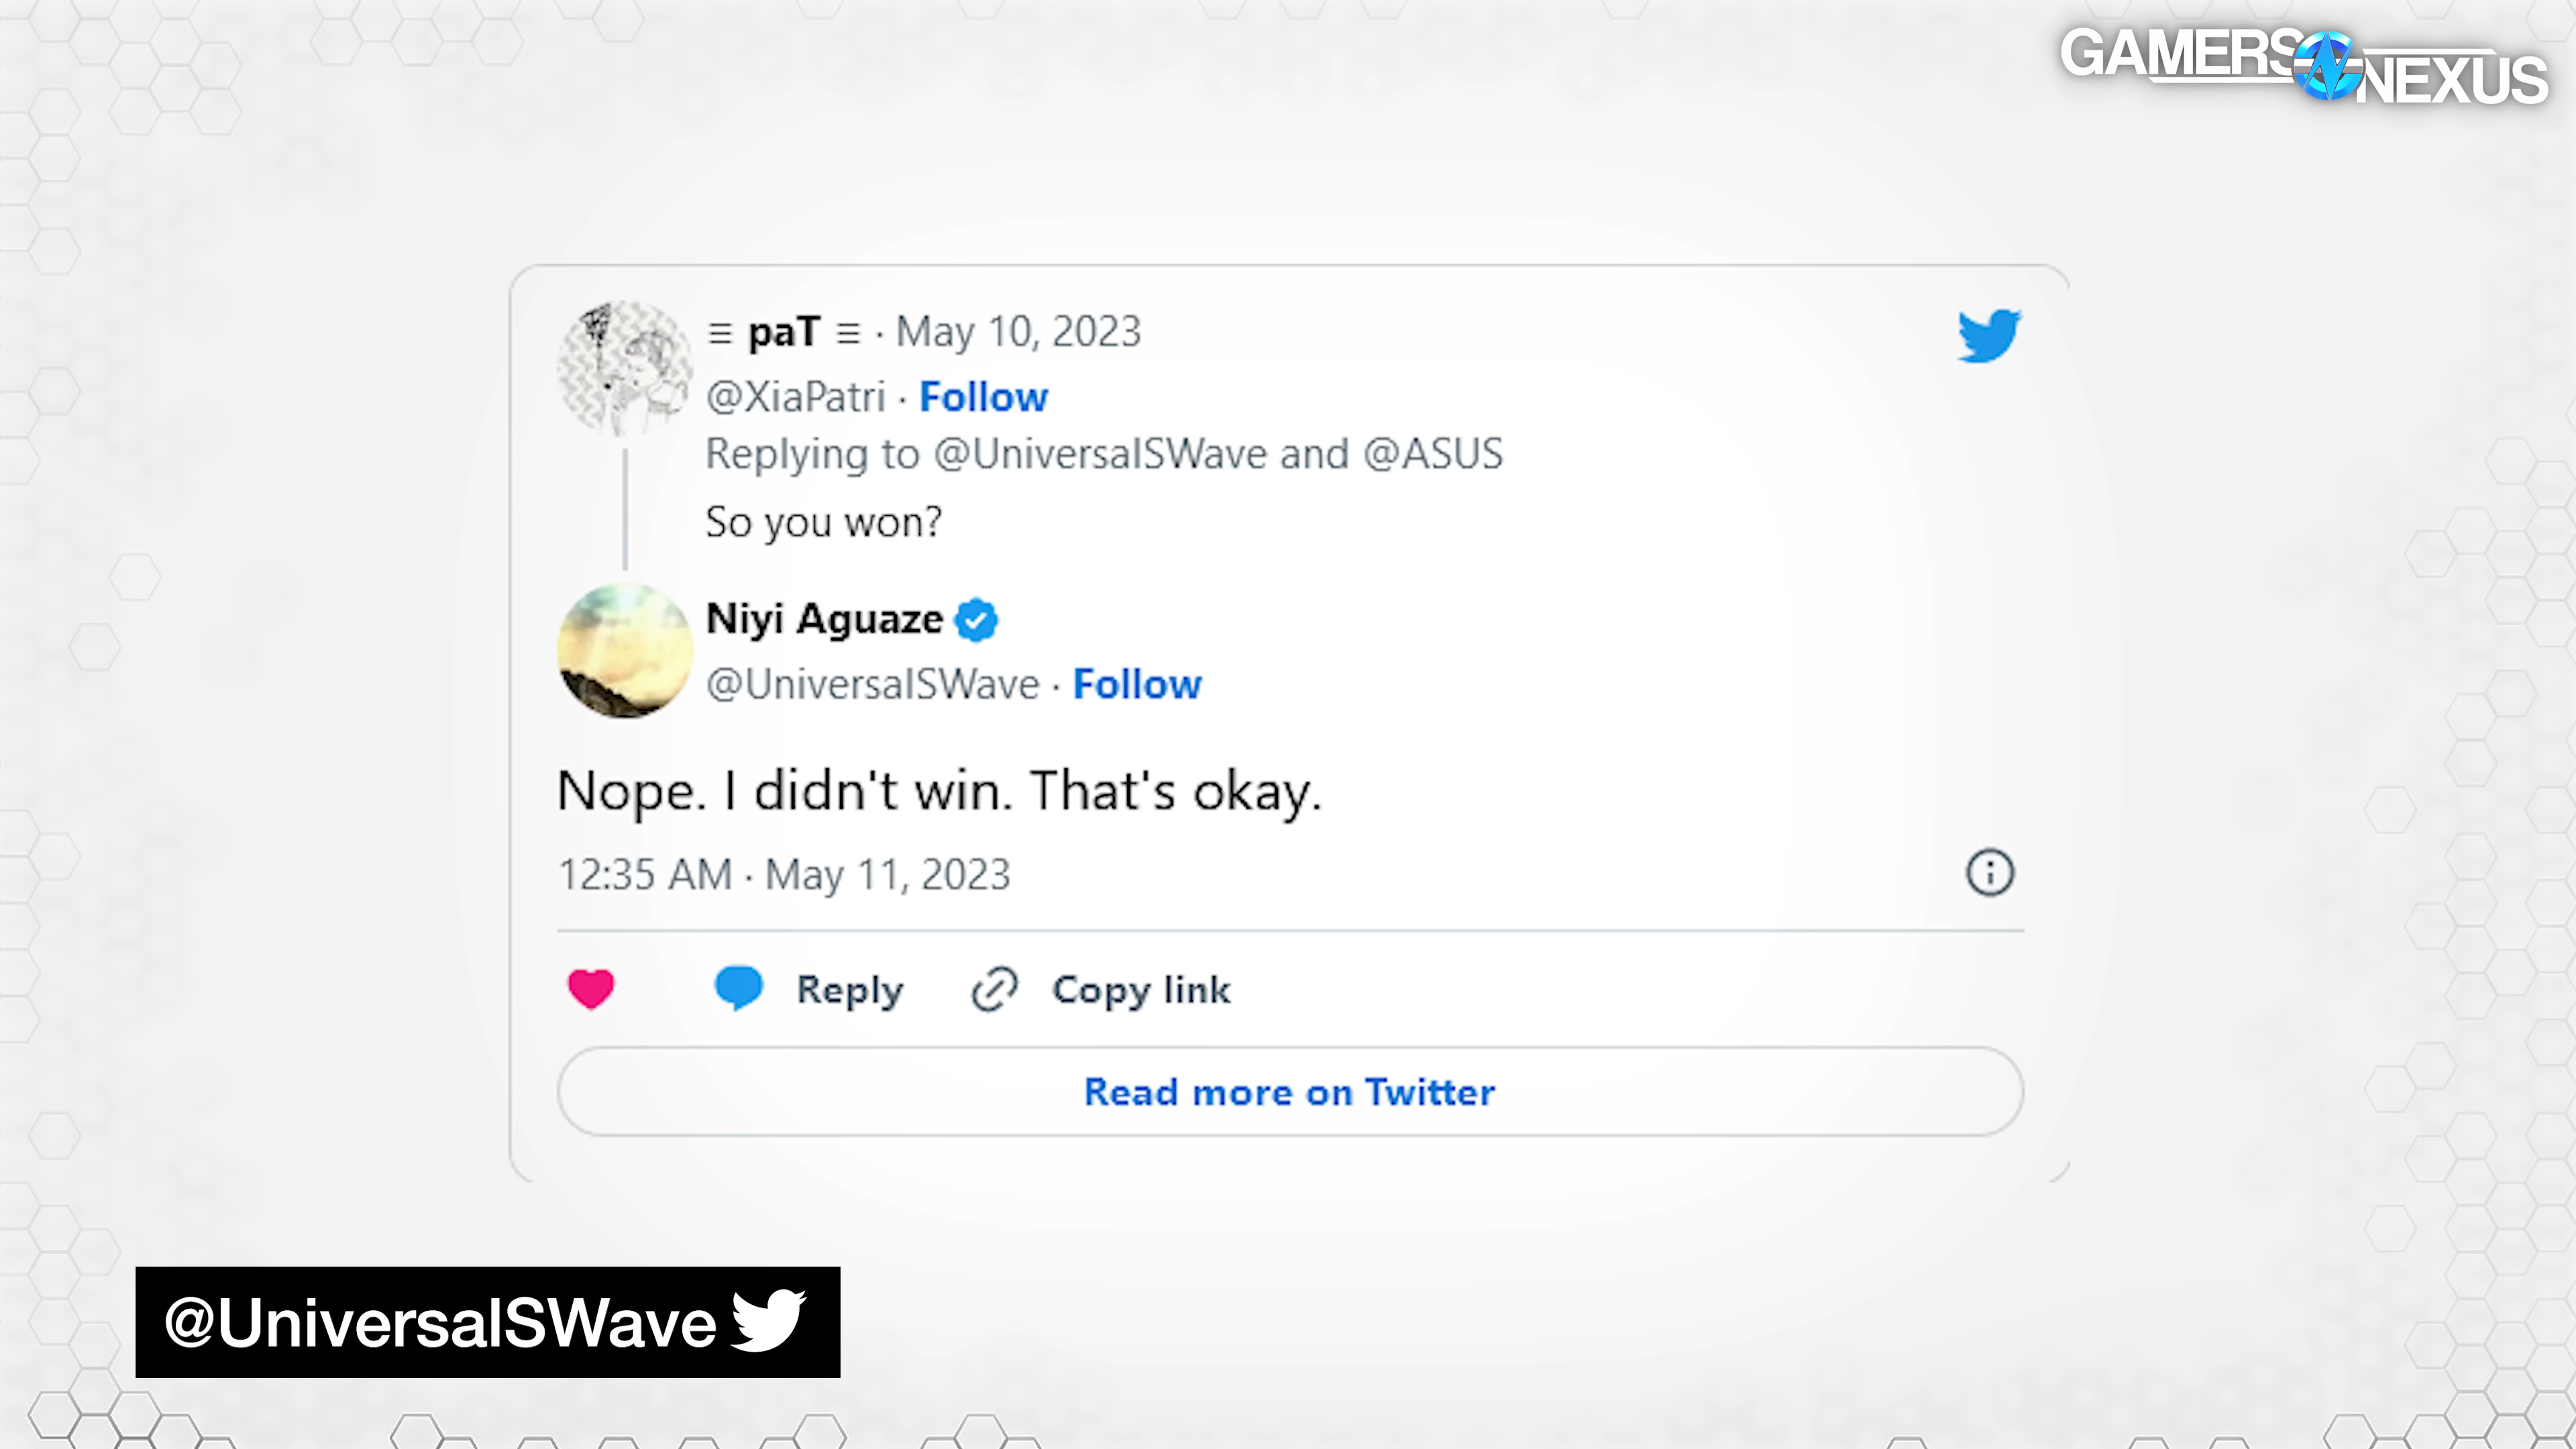 GAMERS NEXUS
≡ paT ≡ · May 10, 2023
@XiaPatri · Follow
Replying to @UniversalSWave and @ASUS
So you won?
Niyi Aguaze
@UniversalSWave · Follow
Nope. I didn't win. That's okay.
12:35 AM · May 11, 2023
Reply Copy link
Read more on Twitter
@UniversalSWave